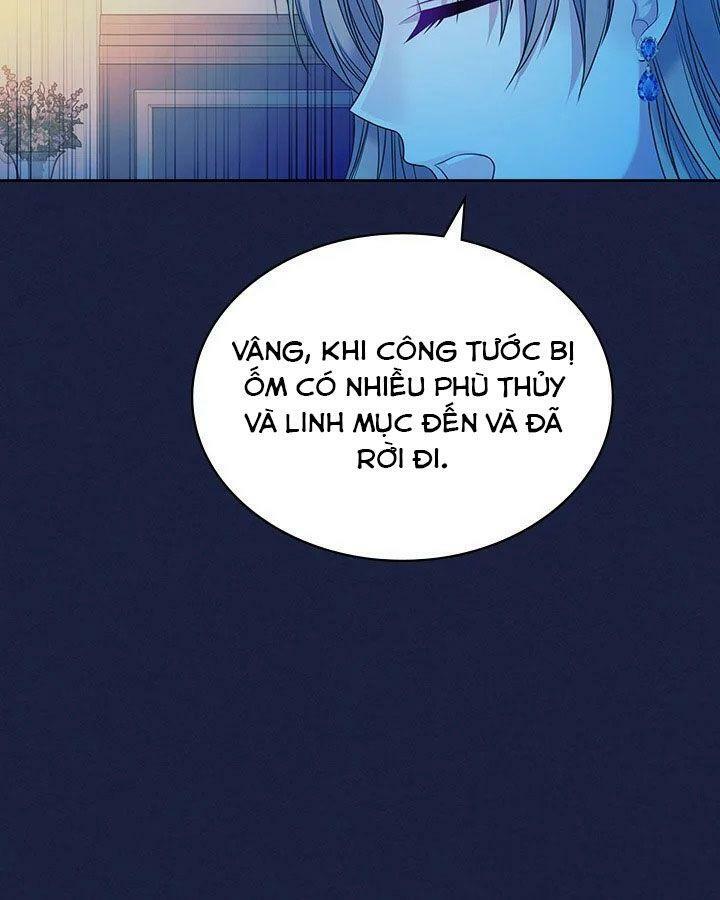 VÂNG, KHI CÔNG TƯỚC BỊ
ỐM CÓ NHIỀU PHÙ THỦY
VÀ LINH MỤC ĐẾN VÀ ĐÃ
RỜI ĐI.